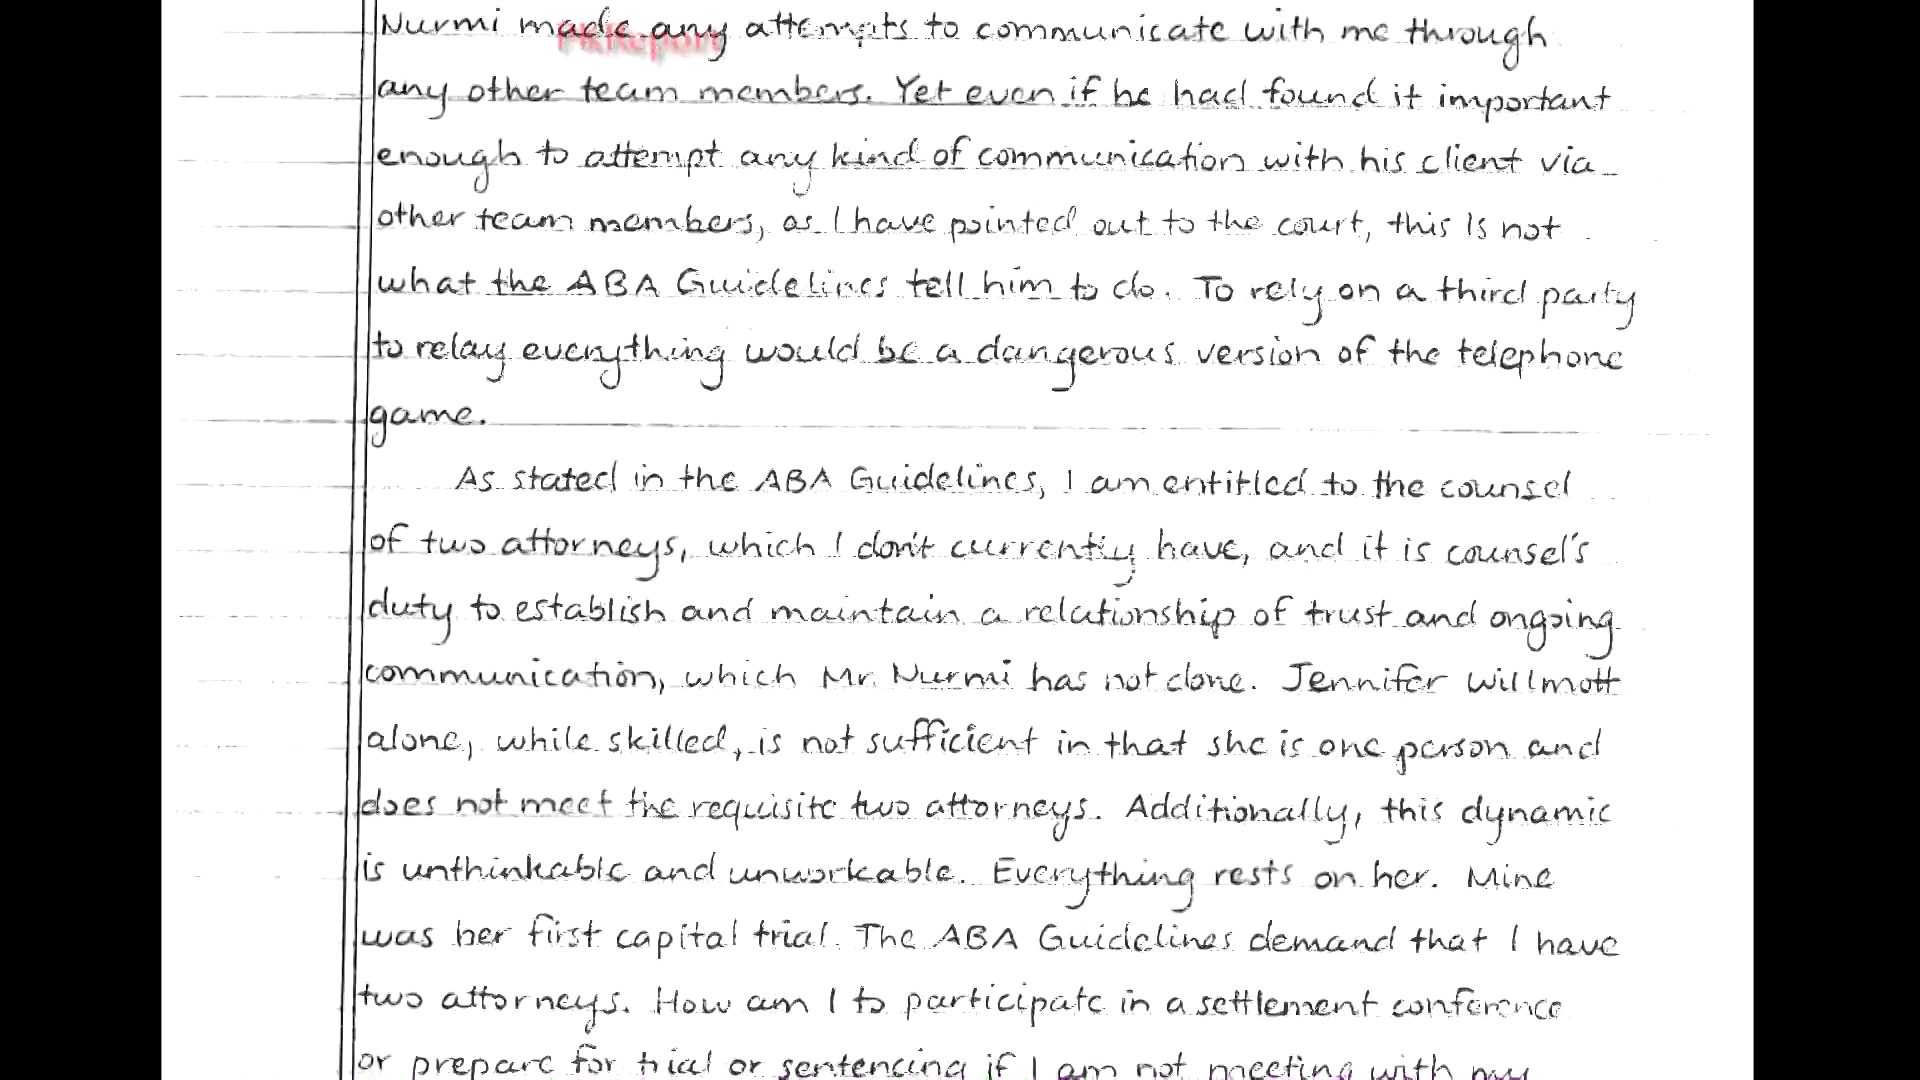 Nurmi made any attempts to communicate with me through
any other team members. Yet even if he had found it important
enough to attempt any kind of communication with his client via
other team members, as I have pointed out to the court, this is not
what the ABA Guidelines tell him to do. To rely on a third party
to relay everything would be a dangerous version of the telephone
game.
As stated in the ABA Guidelines, I am entitled to the counsel
of two attorneys, which I don't currently have, and it is counsel's
duty to establish and maintain a relationship of trust and ongoing
communication, which Mr. Nurmi has not done. Jennifer Willmott
alone, while skilled, is not sufficient in that she is one person and
does not meet the requisite two attorneys. Additionally, this dynamic
is unthinkable and unworkable. Everything rests on her. Mine
was her first capital trial. The ABA Guidelines demand that I have
two attorneys. How am I to participate in a settlement conference
or prepare for trial or sentencing if I am not meeting with my